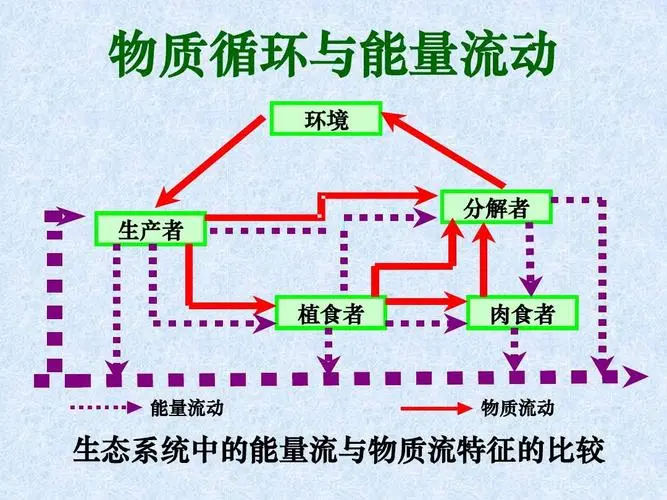 物质循环与能量流动
环境
生产者
分解者
植食者
肉食者
能量流动
物质流动
生态系统中的能量流与物质流特征的比较